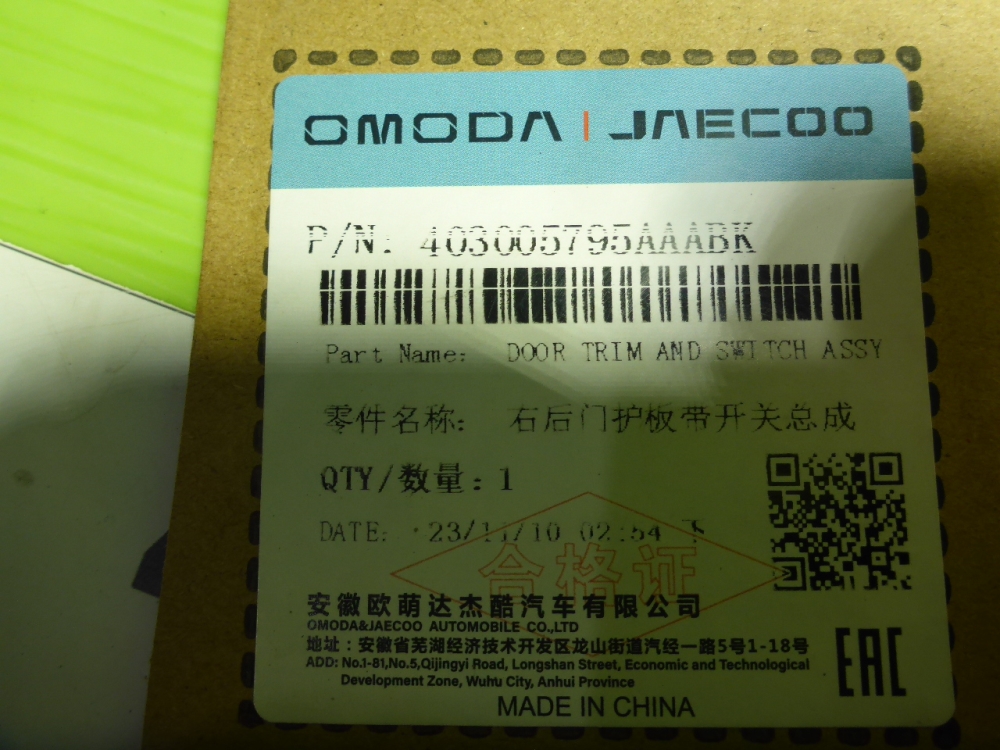 OMODA | JAECOO
P/N: 403005795AAABK
Part Name: DOOR TRIM AND SWITCH ASSY
零件名称: 右后门护板带开关总成
QTY/数量: 1
DATE: 23/11/10 02:54 下
合格证
安徽欧萌达杰酷汽车有限公司
OMODA&JAECOO AUTOMOBILE CO.,LTD
地址：安徽省芜湖经济技术开发区龙山街道汽经一路5号1-18号
ADD: No.1-81,No.5,Qijingyi Road, Longshan Street, Economic and Technological
Development Zone, Wuhu City, Anhui Province
EAC
MADE IN CHINA